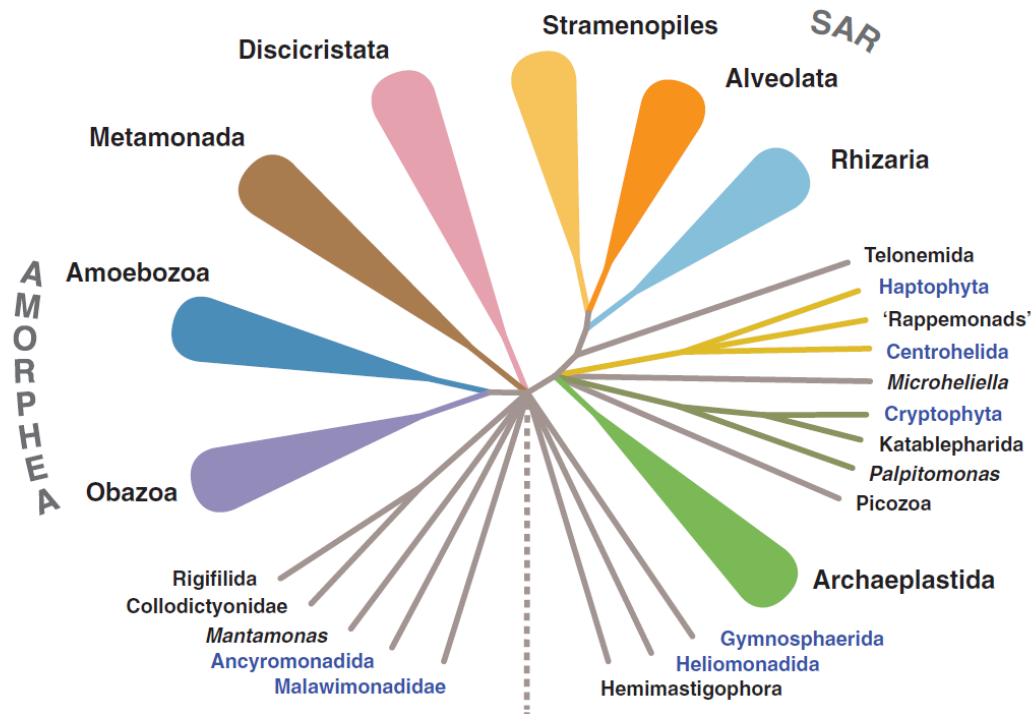 Stramenopiles
SAR
Discicristata
Alveolata
Metamonada
Rhizaria
Telonemida
Amoebozoa
Haptophyta
‘Rappemonads’
Centrohelida
Microheliella
AMORPHEA
Cryptophyta
Katablepharida
Palpitomonas
Obazoa
Picozoa
Rigifilida
Archaeplastida
Collodictyonidae
Mantamonas
Gymnosphaerida
Ancyromonadida
Heliomonadida
Malawimonadidae
Hemimastigophora